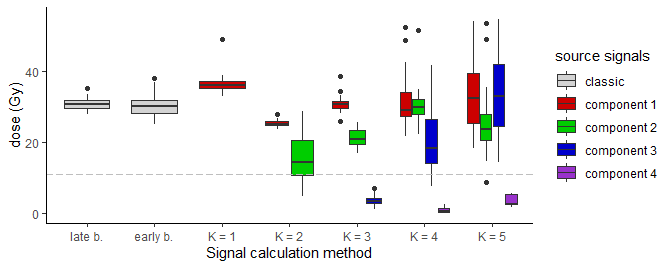 dose (Gy)
40
20
0
late b.
early b.
K = 1
K = 2
K = 3
K = 4
K = 5
Signal calculation method
source signals
classic
component 1
component 2
component 3
component 4